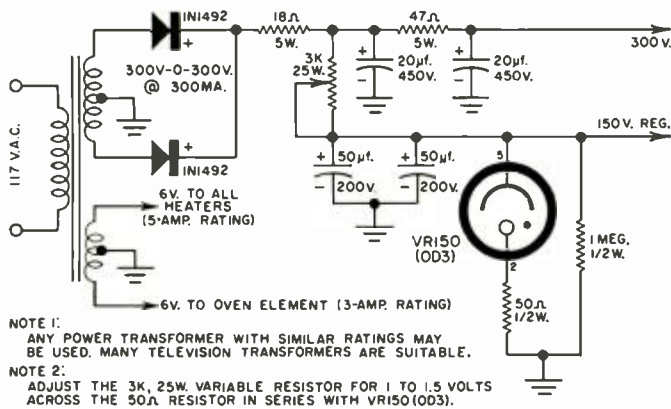 IN1492
+
300V-0-300V.
@ 300MA.
+
IN1492
117 V.A.C.
6V. TO ALL
HEATERS
(5-AMP. RATING)
6V. TO OVEN ELEMENT (3-AMP. RATING)
18Ω
5W.
47Ω
5W.
300V.
3K
25W.
+
-
20µf.
450V.
+
-
20µf.
450V.
150V. REG.
+
-
50µf.
200V.
+
-
50µf.
200V.
5
VR150
(OD3)
2
1 MEG.
1/2W.
50Ω
1/2W.
NOTE 1:
ANY POWER TRANSFORMER WITH SIMILAR RATINGS MAY
BE USED. MANY TELEVISION TRANSFORMERS ARE SUITABLE.
NOTE 2:
ADJUST THE 3K, 25W. VARIABLE RESISTOR FOR 1 TO 1.5 VOLTS
ACROSS THE 50Ω RESISTOR IN SERIES WITH VR150(OD3).